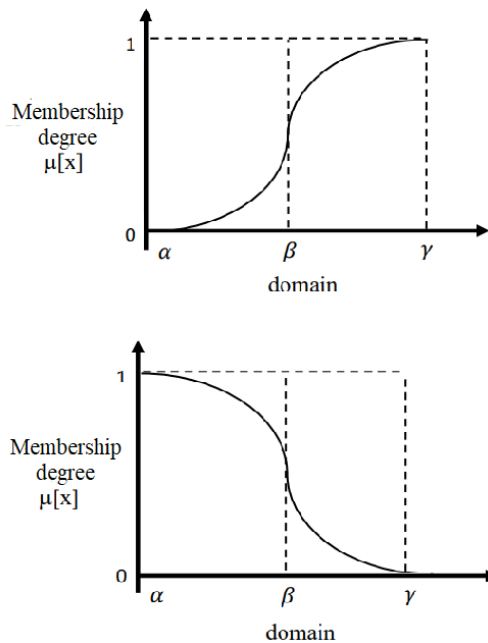 1
Membership
degree
μ[x]
0
α β γ
domain
1
Membership
degree
μ[x]
0
α β γ
domain